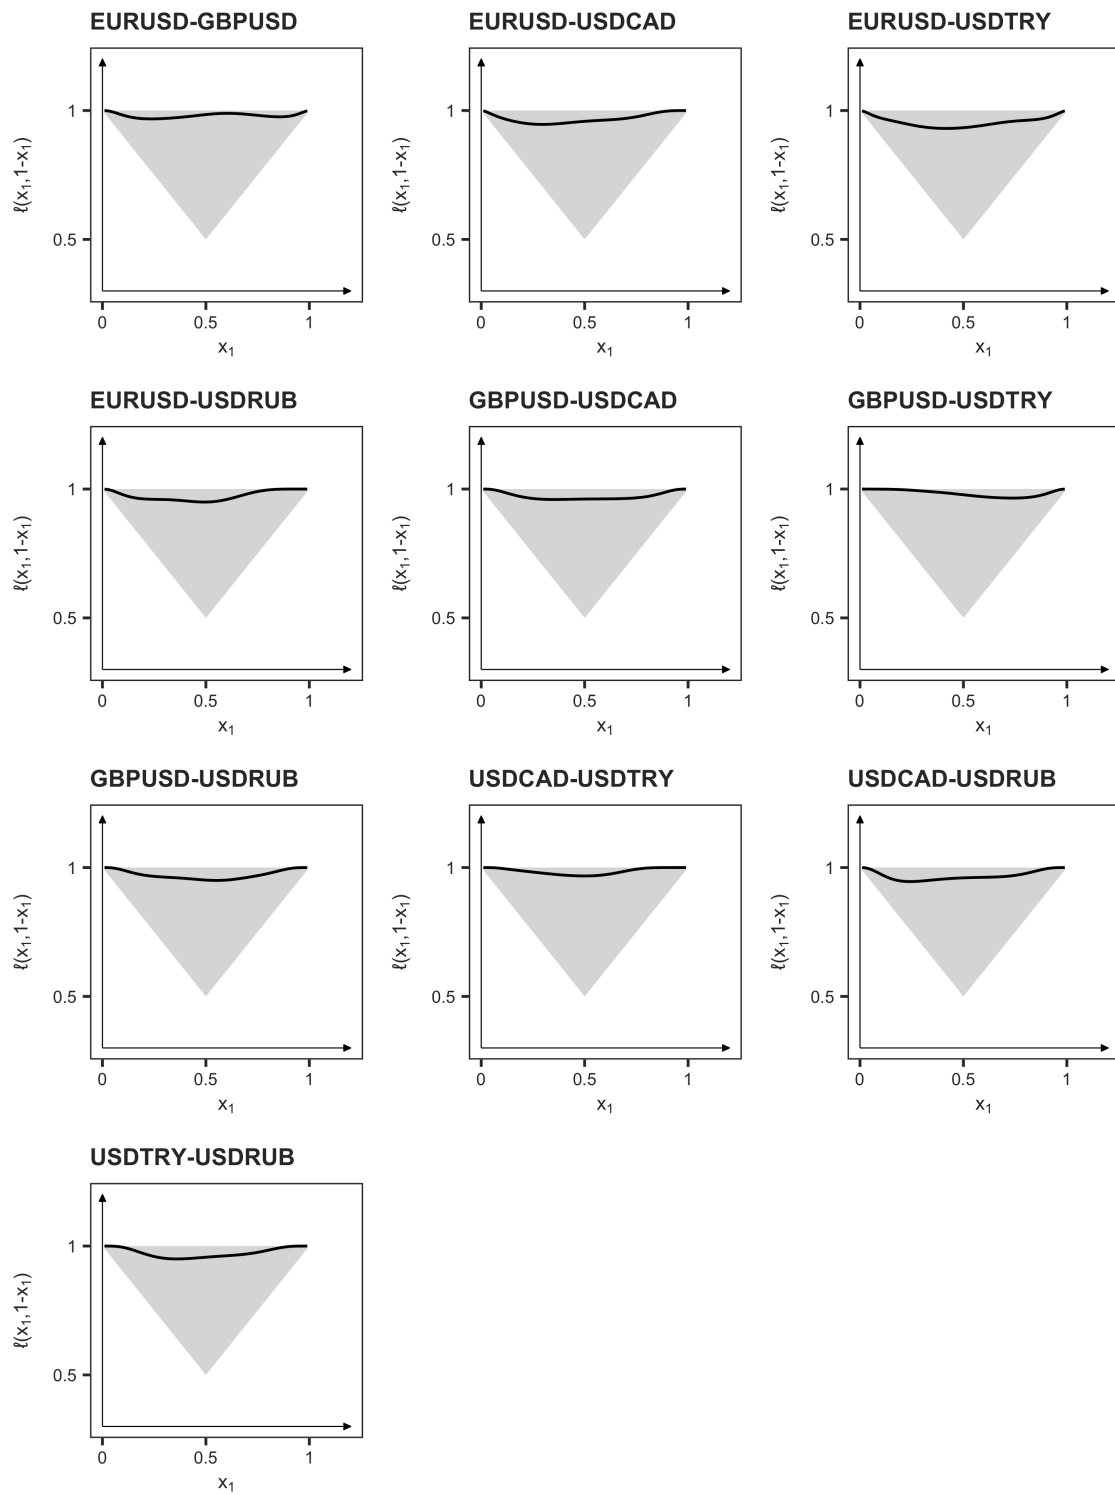 EURUSD-GBPUSD
ℓ(x₁,1-x₁)
1
0.5
0 0.5 1
x₁
EURUSD-USDCAD
ℓ(x₁,1-x₁)
1
0.5
0 0.5 1
x₁
EURUSD-USDTRY
ℓ(x₁,1-x₁)
1
0.5
0 0.5 1
x₁
EURUSD-USDRUB
ℓ(x₁,1-x₁)
1
0.5
0 0.5 1
x₁
GBPUSD-USDCAD
ℓ(x₁,1-x₁)
1
0.5
0 0.5 1
x₁
GBPUSD-USDTRY
ℓ(x₁,1-x₁)
1
0.5
0 0.5 1
x₁
GBPUSD-USDRUB
ℓ(x₁,1-x₁)
1
0.5
0 0.5 1
x₁
USDCAD-USDTRY
ℓ(x₁,1-x₁)
1
0.5
0 0.5 1
x₁
USDCAD-USDRUB
ℓ(x₁,1-x₁)
1
0.5
0 0.5 1
x₁
USDTRY-USDRUB
ℓ(x₁,1-x₁)
1
0.5
0 0.5 1
x₁